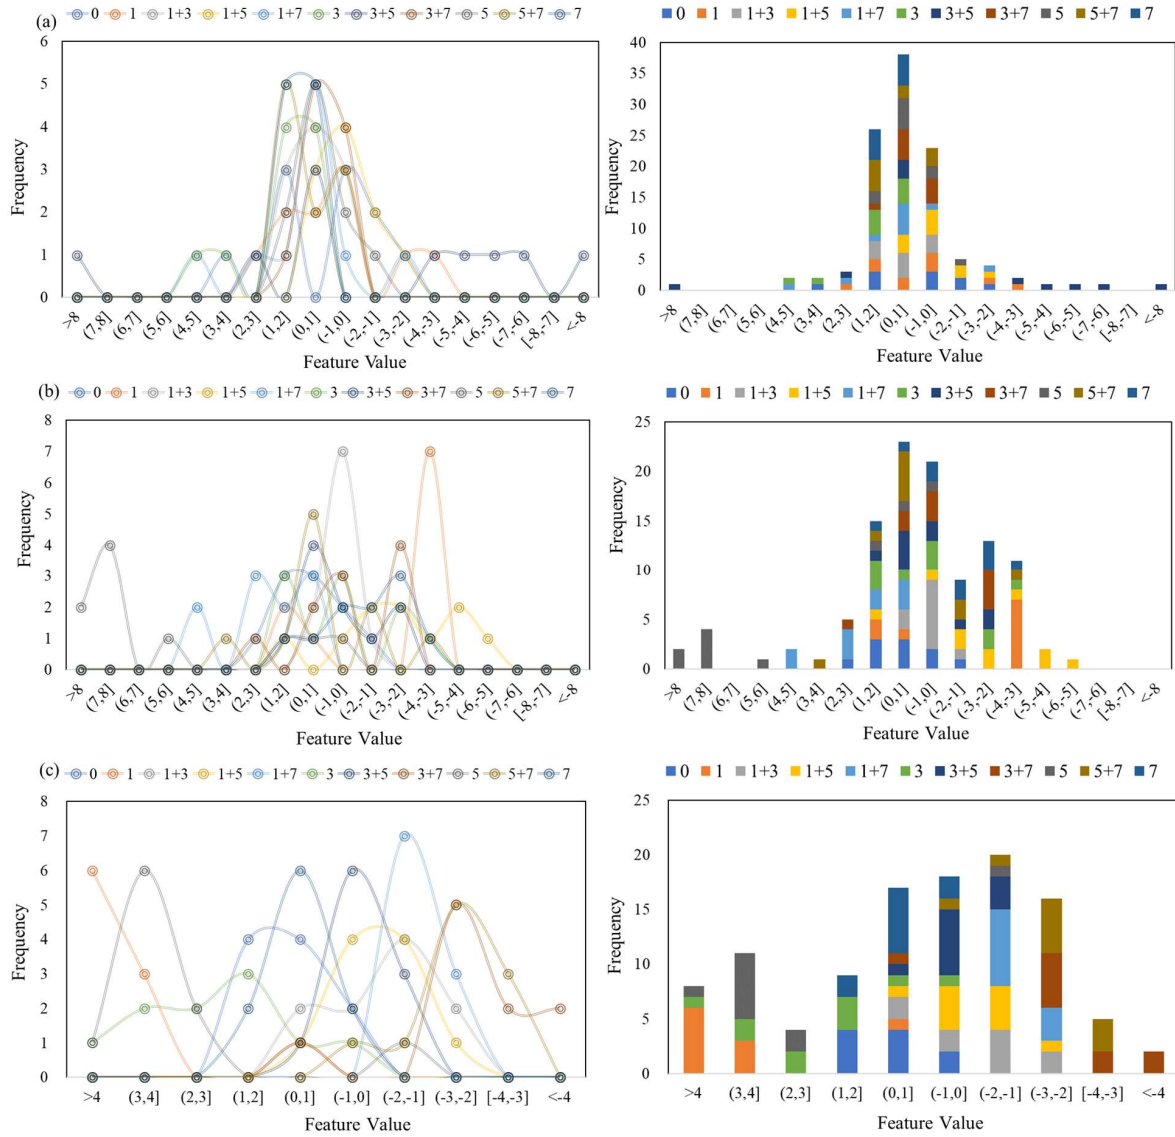 (a) 0 1 1+3 1+5 1+7 3 3+5 3+7 5 5+7 7
6
5
4
3
2
1
0
Frequency
>8 (7,8] (6,7] (5,6] (4,5] (3,4] (2,3] (1,2] (0,1] (-1,0] (-2,-1] (-3,-2] (-4,-3] (-5,-4] (-6,-5] (-7,-6] [-8,-7] <-8
Feature Value
0 1 1+3 1+5 1+7 3 3+5 3+7 5 5+7 7
40
35
30
25
20
15
10
5
0
Frequency
>8 (7,8] (6,7] (5,6] (4,5] (3,4] (2,3] (1,2] (0,1] (-1,0] (-2,-1] (-3,-2] (-4,-3] (-5,-4] (-6,-5] (-7,-6] [-8,-7] <-8
Feature Value
(b) 0 1 1+3 1+5 1+7 3 3+5 3+7 5 5+7 7
8
7
6
5
4
3
2
1
0
Frequency
>8 (7,8] (6,7] (5,6] (4,5] (3,4] (2,3] (1,2] (0,1] (-1,0] (-2,-1] (-3,-2] (-4,-3] (-5,-4] (-6,-5] (-7,-6] [-8,-7] <-8
Feature Value
0 1 1+3 1+5 1+7 3 3+5 3+7 5 5+7 7
25
20
15
10
5
0
Frequency
>8 (7,8] (6,7] (5,6] (4,5] (3,4] (2,3] (1,2] (0,1] (-1,0] (-2,-1] (-3,-2] (-4,-3] (-5,-4] (-6,-5] (-7,-6] [-8,-7] <-8
Feature Value
(c) 0 1 1+3 1+5 1+7 3 3+5 3+7 5 5+7 7
8
7
6
5
4
3
2
1
0
Frequency
>4 (3,4] (2,3] (1,2] (0,1] (-1,0] (-2,-1] (-3,-2] [-4,-3] <-4
Feature Value
0 1 1+3 1+5 1+7 3 3+5 3+7 5 5+7 7
25
20
15
10
5
0
Frequency
>4 (3,4] (2,3] (1,2] (0,1] (-1,0] (-2,-1] (-3,-2] [-4,-3] <-4
Feature Value